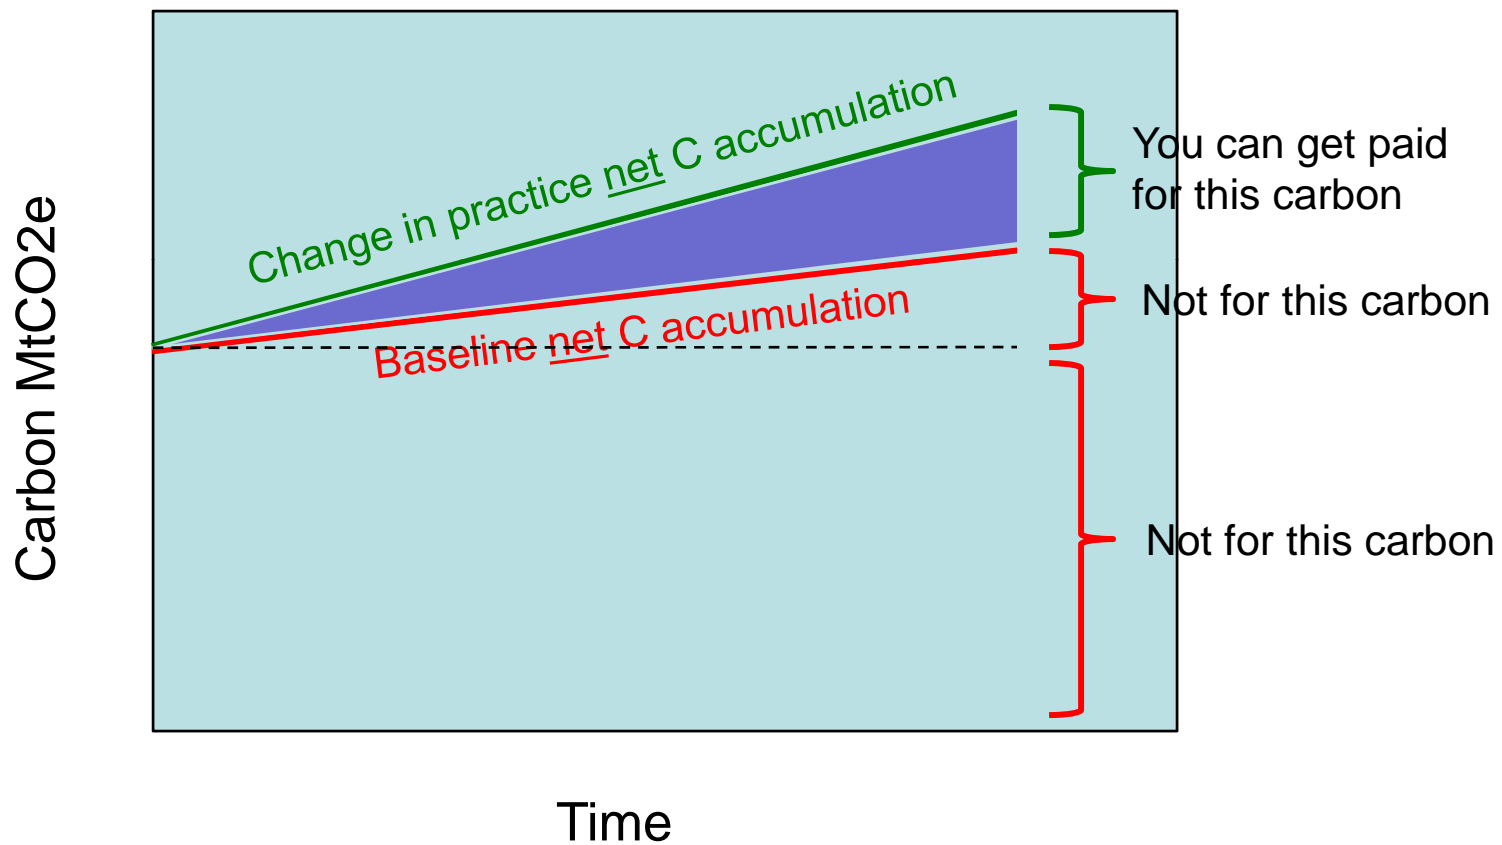 Change in practice net C accumulation
You can get paid
for this carbon
Baseline net C accumulation
Not for this carbon
Not for this carbon
Carbon MtCO2e
Time